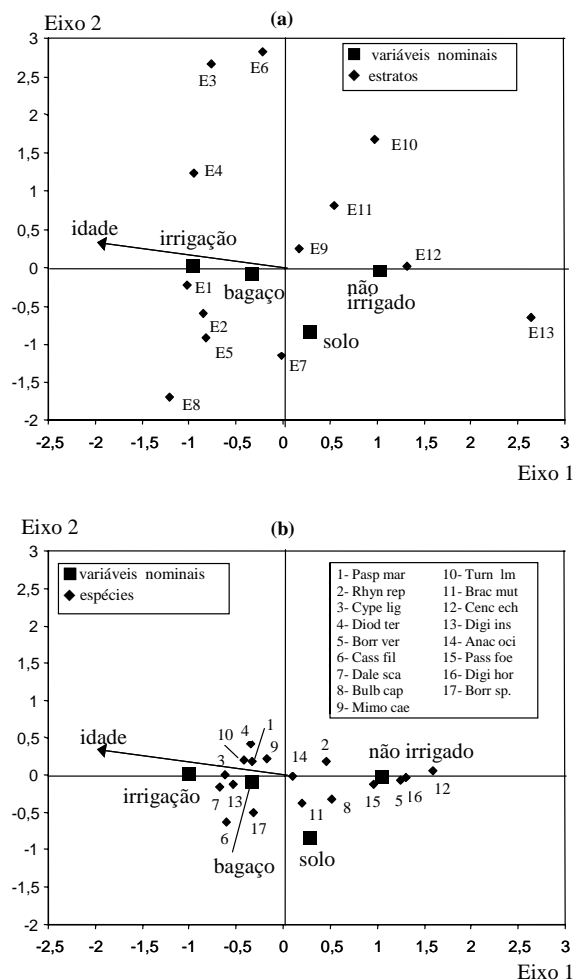 Eixo 2
(a)
3
2,5
2
1,5
1
0,5
0
-0,5
-1
-1,5
-2
-2,5
-2
-1,5
-1
-0,5
0
0,5
1
1,5
2
2,5
3
Eixo 1
variáveis nominais
estratos
E3
E6
E4
E10
E11
E9
E12
E1
E2
E5
E7
E8
E13
idade
irrigação
bagaço
não
irrigado
solo
Eixo 2
(b)
3
2,5
2
1,5
1
0,5
0
-0,5
-1
-1,5
-2
-2,5
-2
-1,5
-1
-0,5
0
0,5
1
1,5
2
2,5
3
Eixo 1
variáveis nominais
espécies
1- Pasp mar
2- Rhyn rep
3- Cype lig
4- Diod ter
5- Borr ver
6- Cass fil
7- Dale sca
8- Bulb cap
9- Mimo cae
10- Turn lm
11- Brac mut
12- Cenc ech
13- Digi ins
14- Anac oci
15- Pass foe
16- Digi hor
17- Borr sp.
4
1
10
9
2
3
14
7
13
6
17
11
8
15
5
16
12
idade
irrigação
bagaço
não irrigado
solo